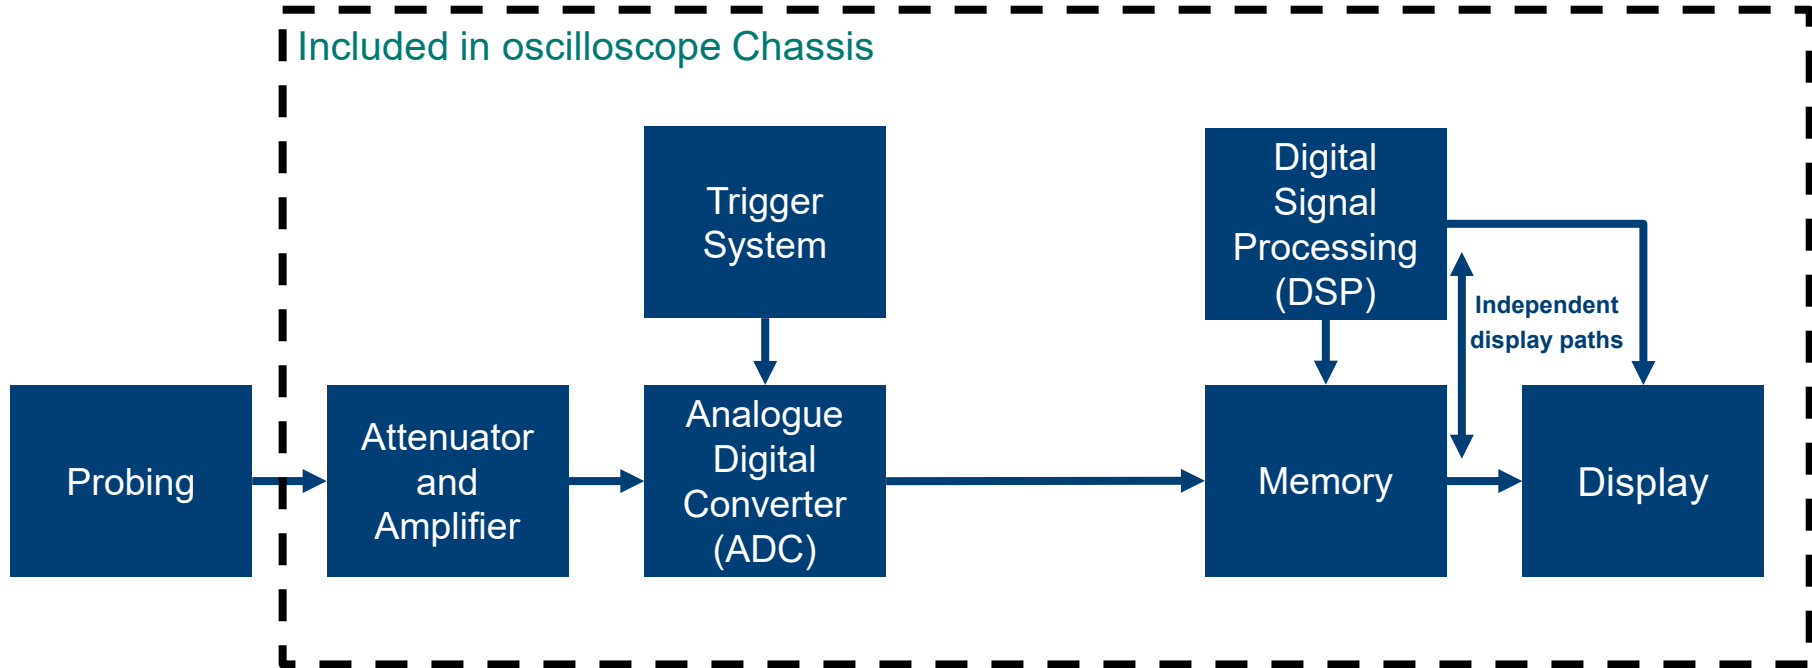 Included in oscilloscope Chassis
Trigger
System
Digital
Signal
Processing
(DSP)
Independent
display paths
Probing
Attenuator
and
Amplifier
Analogue
Digital
Converter
(ADC)
Memory
Display